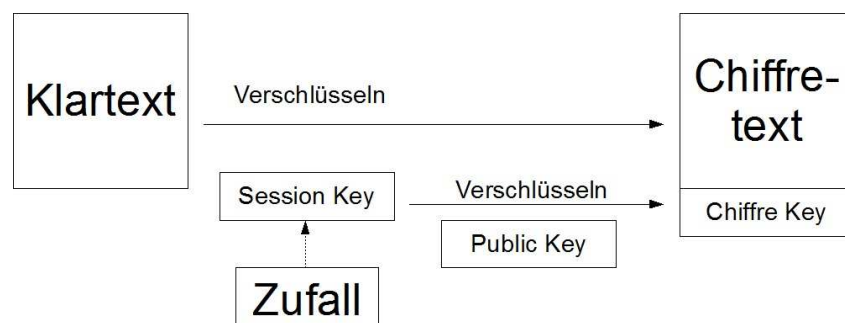 Klartext
Verschlüsseln
Chiffre-
text
Session Key
Verschlüsseln
Chiffre Key
Public Key
Zufall